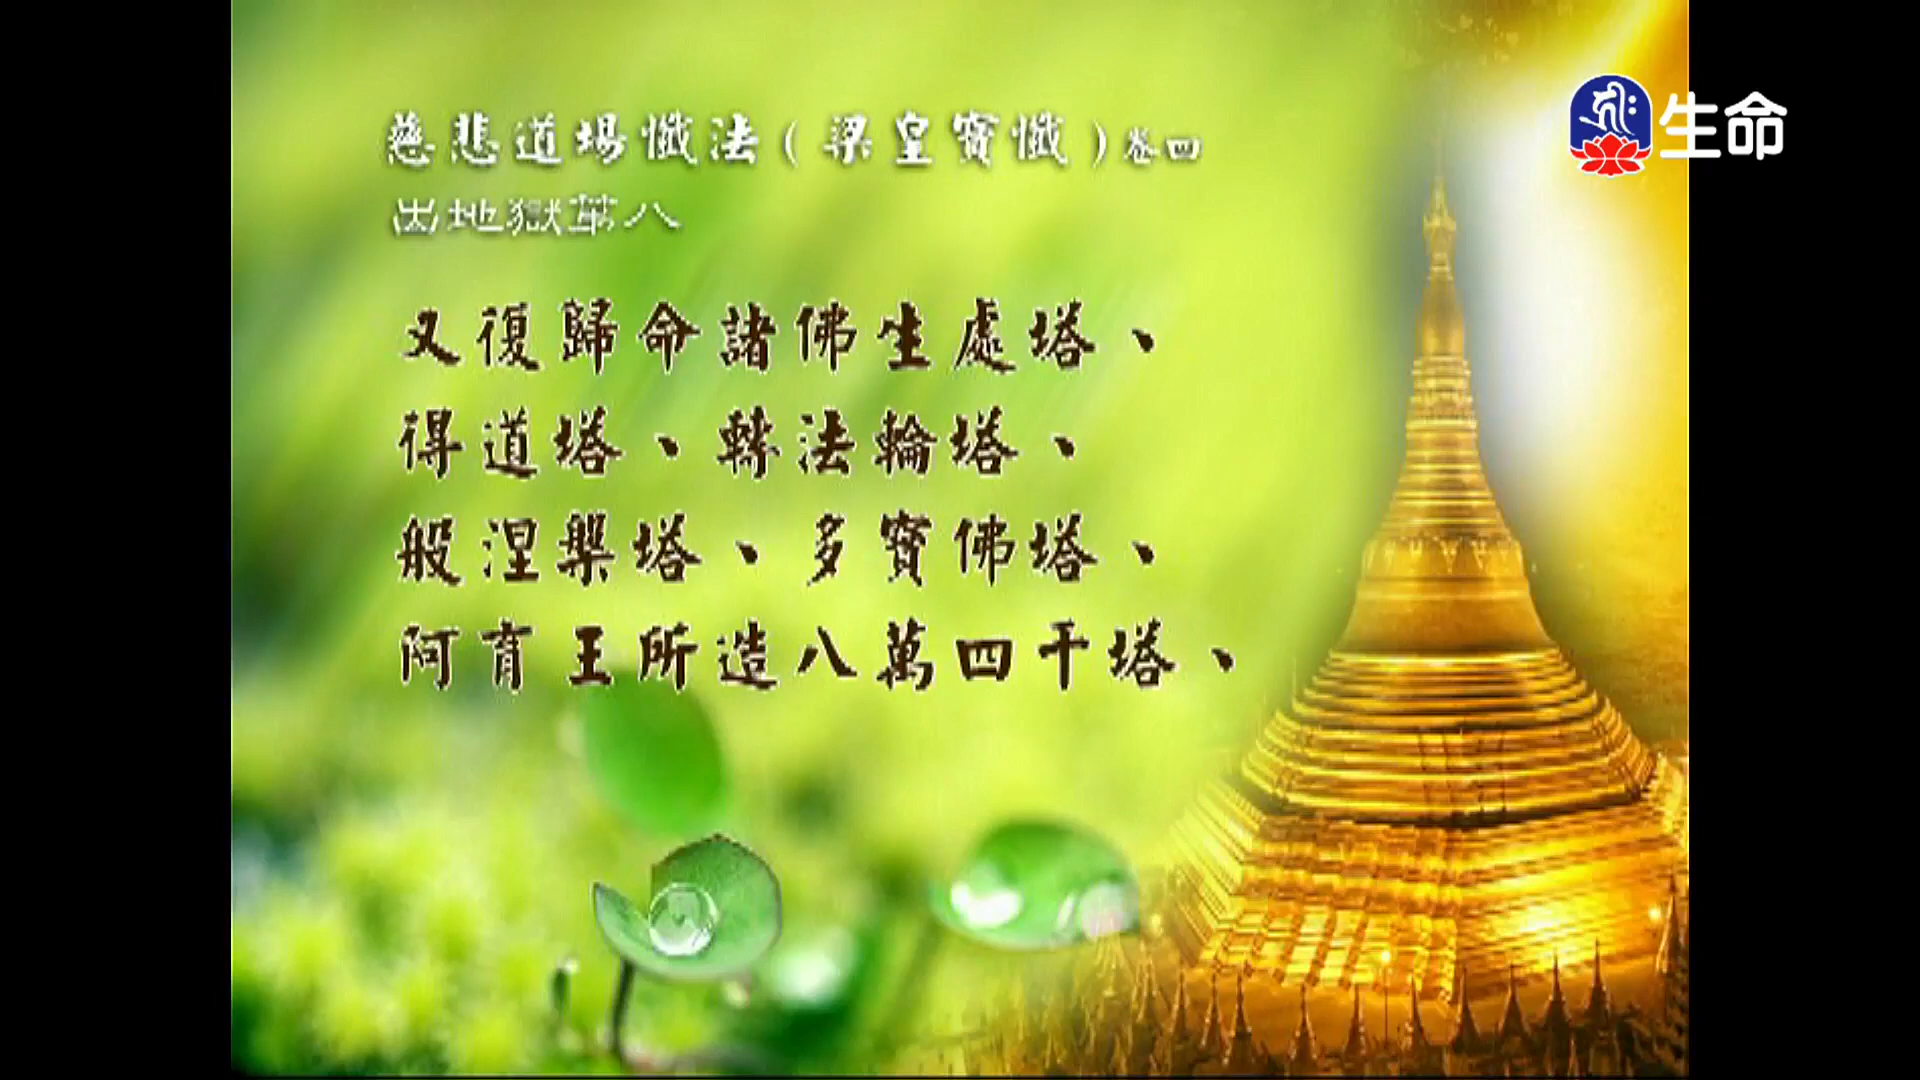 慈悲道場懺法(梁皇寶懺)卷四
出地獄第八
又復歸命諸佛生處塔、
得道塔、轉法輪塔、
般涅槃塔、多寶佛塔、
阿育王所造八萬四千塔、
生命